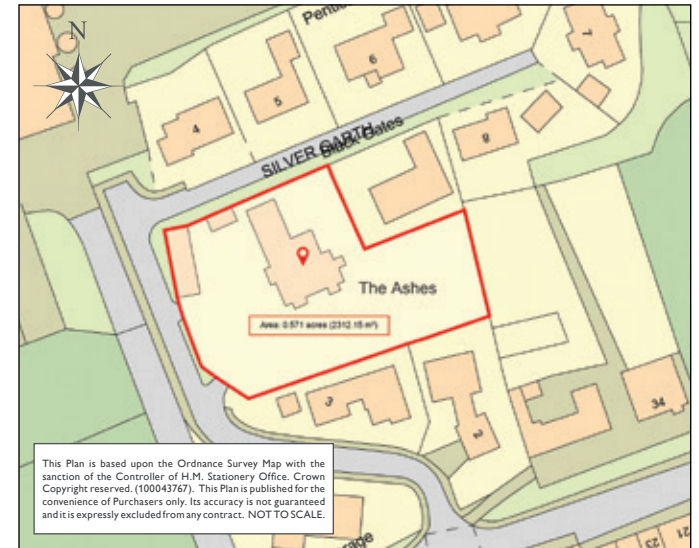 N
Pentic
6
7
5
4
SILVER GARTH
Black Gates
8
The Ashes
Area: 0.571 acres (2312.15 m²)
3
2
34
This Plan is based upon the Ordnance Survey Map with the
sanction of the Controller of H.M. Stationery Office. Crown
Copyright reserved. (100043767). This Plan is published for the
convenience of Purchasers only. Its accuracy is not guaranteed
and it is expressly excluded from any contract. NOT TO SCALE.
rage
23
21